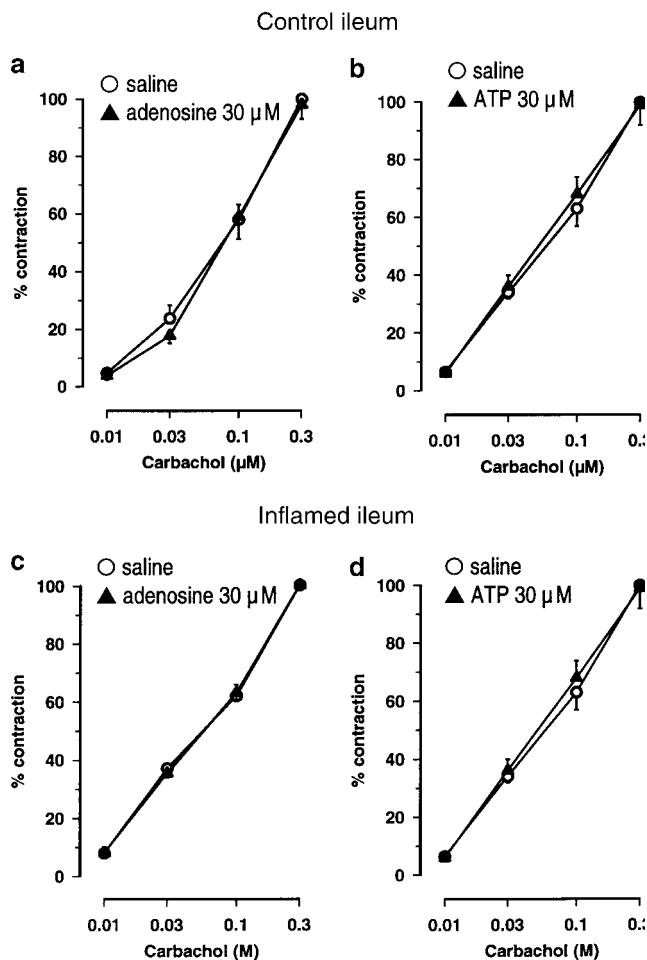 Control ileum
a
saline
adenosine 30 µM
100
80
60
40
20
0
% contraction
0.01 0.03 0.1 0.3
Carbachol (µM)
b
saline
ATP 30 µM
100
80
60
40
20
0
% contraction
0.01 0.03 0.1 0.3
Carbachol (µM)
Inflamed ileum
c
saline
adenosine 30 µM
100
80
60
40
20
0
% contraction
0.01 0.03 0.1 0.3
Carbachol (M)
d
saline
ATP 30 µM
100
80
60
40
20
0
% contraction
0.01 0.03 0.1 0.3
Carbachol (M)